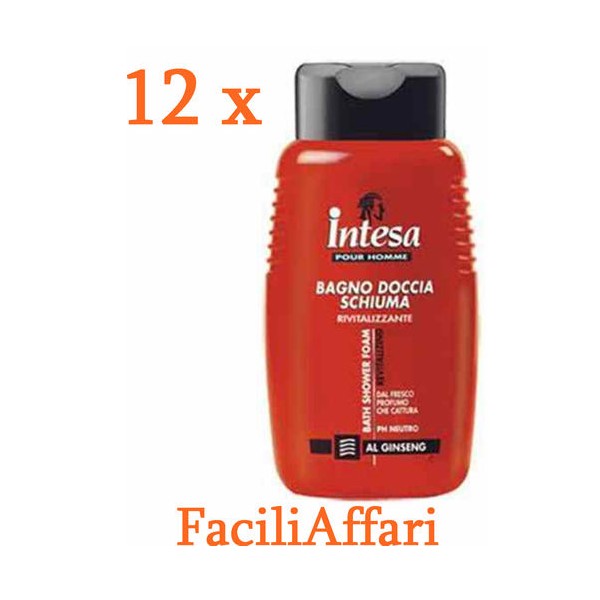 12 x
intesa
POUR HOMME
BAGNO DOCCIA
SCHIUMA
RIVITALIZZANTE
BATH SHOWER FOAM
REVITALIZING
DAL FRESCO
PROFUMO
CHE CATTURA
PH NEUTRO
AL GINSENG
FaciliAffari